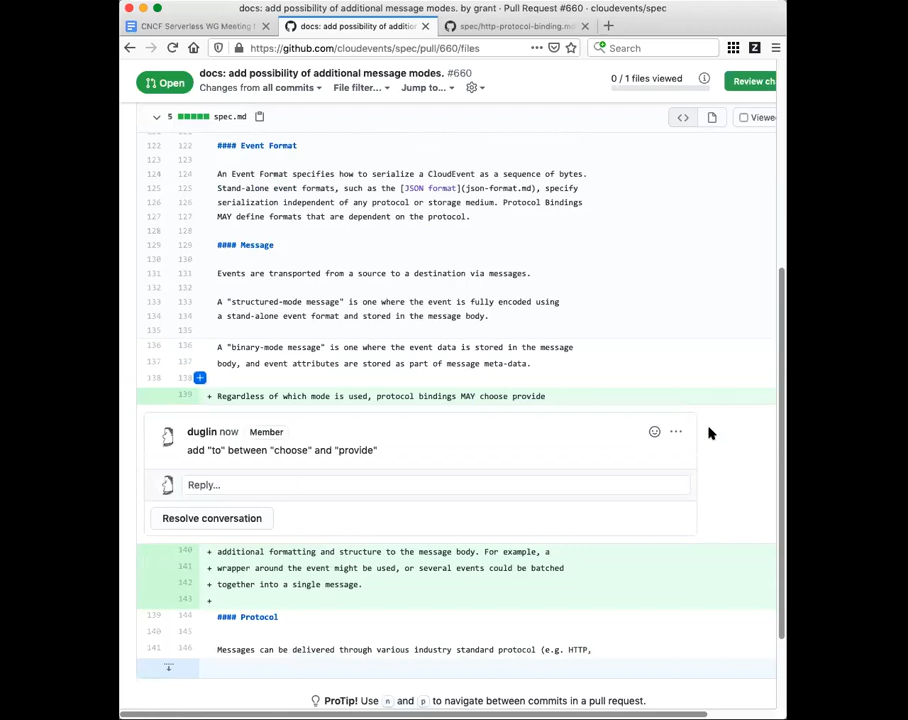 docs: add possibility of additional message modes. by grant · Pull Request #660 · cloudevents/spec
CNCF Serverless WG Meeting
docs: add possibility of additio
spec/http-protocol-binding.md
https://github.com/cloudevents/spec/pull/660/files
Search
Open
docs: add possibility of additional message modes. #660
Changes from all commits
File filter...
Jump to...
0 / 1 files viewed
Review ch
5
spec.md
Viewe
122 122 #### Event Format
123 123
124 124 An Event Format specifies how to serialize a CloudEvent as a sequence of bytes.
125 125 Stand-alone event formats, such as the [JSON format](json-format.md), specify
126 126 serialization independent of any protocol or storage medium. Protocol Bindings
127 127 MAY define formats that are dependent on the protocol.
128 128
129 129 #### Message
130 130
131 131 Events are transported from a source to a destination via messages.
132 132
133 133 A "structured-mode message" is one where the event is fully encoded using
134 134 a stand-alone event format and stored in the message body.
135 135
136 136 A "binary-mode message" is one where the event data is stored in the message
137 137 body, and event attributes are stored as part of message meta-data.
138 138
139 + Regardless of which mode is used, protocol bindings MAY choose provide
duglin now Member
add "to" between "choose" and "provide"
Reply...
Resolve conversation
140 + additional formatting and structure to the message body. For example, a
141 + wrapper around the event might be used, or several events could be batched
142 + together into a single message.
143 +
139 144 #### Protocol
140 145
141 146 Messages can be delivered through various industry standard protocol (e.g. HTTP,
ProTip! Use n and p to navigate between commits in a pull request.